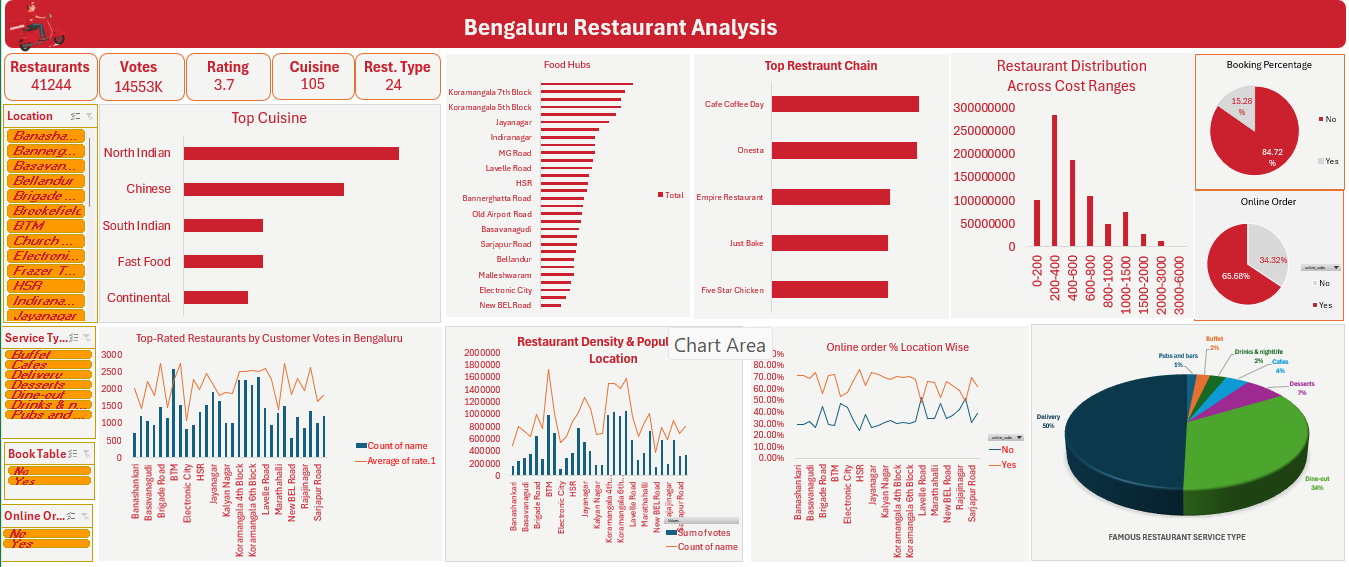 Bengaluru Restaurant Analysis
Restaurants
41244
Votes
14553K
Rating
3.7
Cuisine
105
Rest. Type
24
Location
Banasha...
Bannerg...
Basavan...
Bellandur
Brigade ...
Brookefield
BTM
Church ...
Electroni...
Frazer T...
HSR
Indirana...
Jayanagar
Top Cuisine
North Indian
Chinese
South Indian
Fast Food
Continental
Food Hubs
Koramangala 7th Block
Koramangala 5th Block
Jayanagar
Indiranagar
MG Road
Lavelle Road
HSR
Bannerghatta Road
Old Airport Road
Basavanagudi
Sarjapur Road
Bellandur
Malleshwaram
Electronic City
New BEL Road
Total
Top Restraunt Chain
Cafe Coffee Day
Onesta
Empire Restaurant
Just Bake
Five Star Chicken
Restaurant Distribution
Across Cost Ranges
300000000
250000000
200000000
150000000
100000000
50000000
0
0-200
200-400
400-600
600-800
800-1000
1000-1500
1500-2000
2000-3000
3000-6000
Booking Percentage
15.28
%
84.72
%
No
Yes
Online Order
34.32%
65.68%
online_order
No
Yes
Service Ty...
Buffet
Cafes
Delivery
Desserts
Dine-out
Drinks & n...
Pubs and...
Book Table
No
Yes
Online Or...
No
Yes
Top-Rated Restaurants by Customer Votes in Bengaluru
3000
2500
2000
1500
1000
500
0
Banashankari
Basavanagudi
Brigade Road
BTM
Electronic City
HSR
Jayanagar
Kalyan Nagar
Koramangala 4th Block
Koramangala 6th Block
Lavelle Road
Marathahalli
New BEL Road
Rajajinagar
Sarjapur Road
Count of name
Average of rate.1
Restaurant Density & Popul
Location
Chart Area
2000000
1800000
1600000
1400000
1200000
1000000
800000
600000
400000
200000
0
Banashankari
Basavanagudi
Brigade Road
BTM
Electronic City
HSR
Jayanagar
Kalyan Nagar
Koramangala 4th...
Koramangala 6th...
Lavelle Road
Marathahalli
New BEL Road
Rajajinagar
Sarjapur Road
Values
Sum of votes
Count of name
Online order % Location Wise
80.00%
70.00%
60.00%
50.00%
40.00%
30.00%
20.00%
10.00%
0.00%
Banashankari
Basavanagudi
Brigade Road
BTM
Electronic City
HSR
Jayanagar
Kalyan Nagar
Koramangala 4th Block
Koramangala 6th Block
Lavelle Road
Marathahalli
New BEL Road
Rajajinagar
Sarjapur Road
online_order
No
Yes
Pubs and bars
1%
Buffet
2%
Drinks & nightlife
2%
Cafes
4%
Desserts
7%
Delivery
50%
Dine-out
34%
FAMOUS RESTAURANT SERVICE TYPE